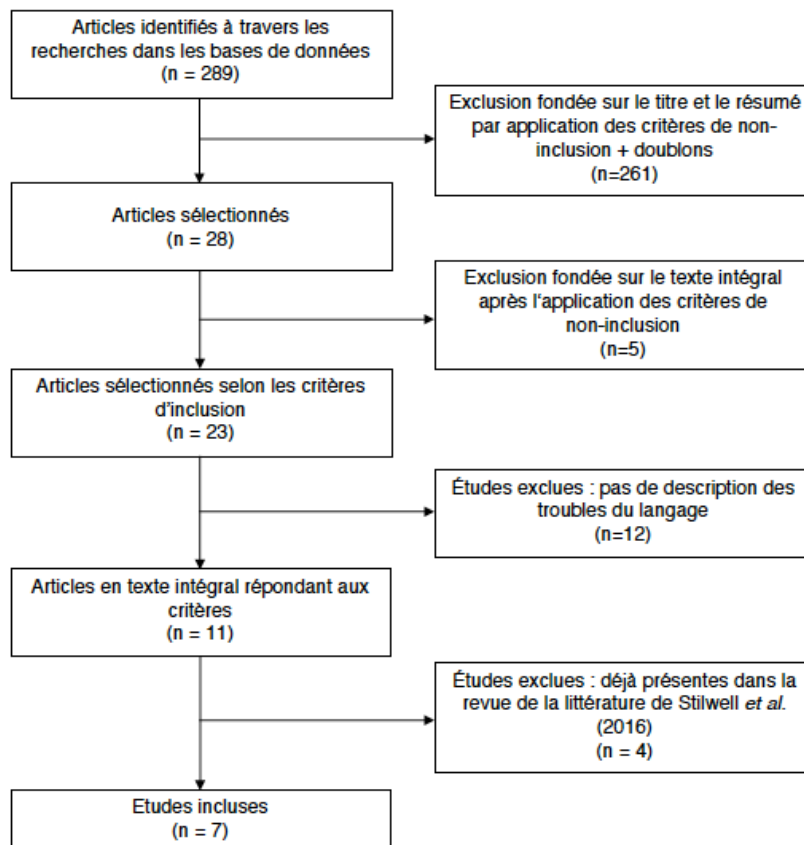 Articles identifiés à travers les
recherches dans les bases de données
(n = 289)
Exclusion fondée sur le titre et le résumé
par application des critères de non-
inclusion + doublons
(n=261)
Articles sélectionnés
(n = 28)
Exclusion fondée sur le texte intégral
après l'application des critères de
non-inclusion
(n=5)
Articles sélectionnés selon les critères
d'inclusion
(n = 23)
Études exclues : pas de description des
troubles du langage
(n=12)
Articles en texte intégral répondant aux
critères
(n = 11)
Études exclues : déjà présentes dans la
revue de la littérature de Stilwell et al.
(2016)
(n = 4)
Etudes incluses
(n = 7)